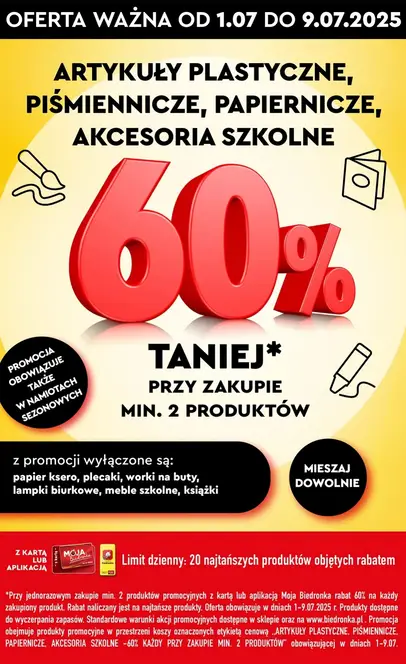 OFERTA WAŻNA OD 1.07 DO 9.07.2025
ARTYKUŁY PLASTYCZNE,
PIŚMIENNICZE, PAPIERNICZE,
AKCESORIA SZKOLNE
60%
TANIEJ*
PRZY ZAKUPIE
MIN. 2 PRODUKTÓW
PROMOCJA
OBOWIĄZUJE
TAKŻE
W NAMIOTACH
SEZONOWYCH
z promocji wyłączone są:
papier ksero, plecaki, worki na buty,
lampki biurkowe, meble szkolne, książki
MIESZAJ
DOWOLNIE
Z KARTĄ
LUB
APLIKACJĄ
MOJA
Limit dzienny: 20 najtańszych produktów objętych rabatem
*Przy jednorazowym zakupie min. 2 produktów promocyjnych z kartą lub aplikacją Moja Biedronka rabat 60% na każdy
zakupiony produkt. Rabat naliczany jest na najtańsze produkty. Oferta obowiązuje w dniach 1-9.07.2025 r. Produkty dostępne
do wyczerpania zapasów. Standardowe warunki akcji promocyjnych dostępne w sklepie oraz na www.biedronka.pl. Promocja
obejmuje produkty promocyjne w przestrzeni koszy oznaczonych etykietą cenową „ARTYKUŁY PLASTYCZNE, PIŚMIENNICZE,
PAPIERNICZE, AKCESORIA SZKOLNE -60% KAŻDY PRZY ZAKUPIE MIN. 2 PRODUKTÓW" obowiązującej w dniach 1-9.07.